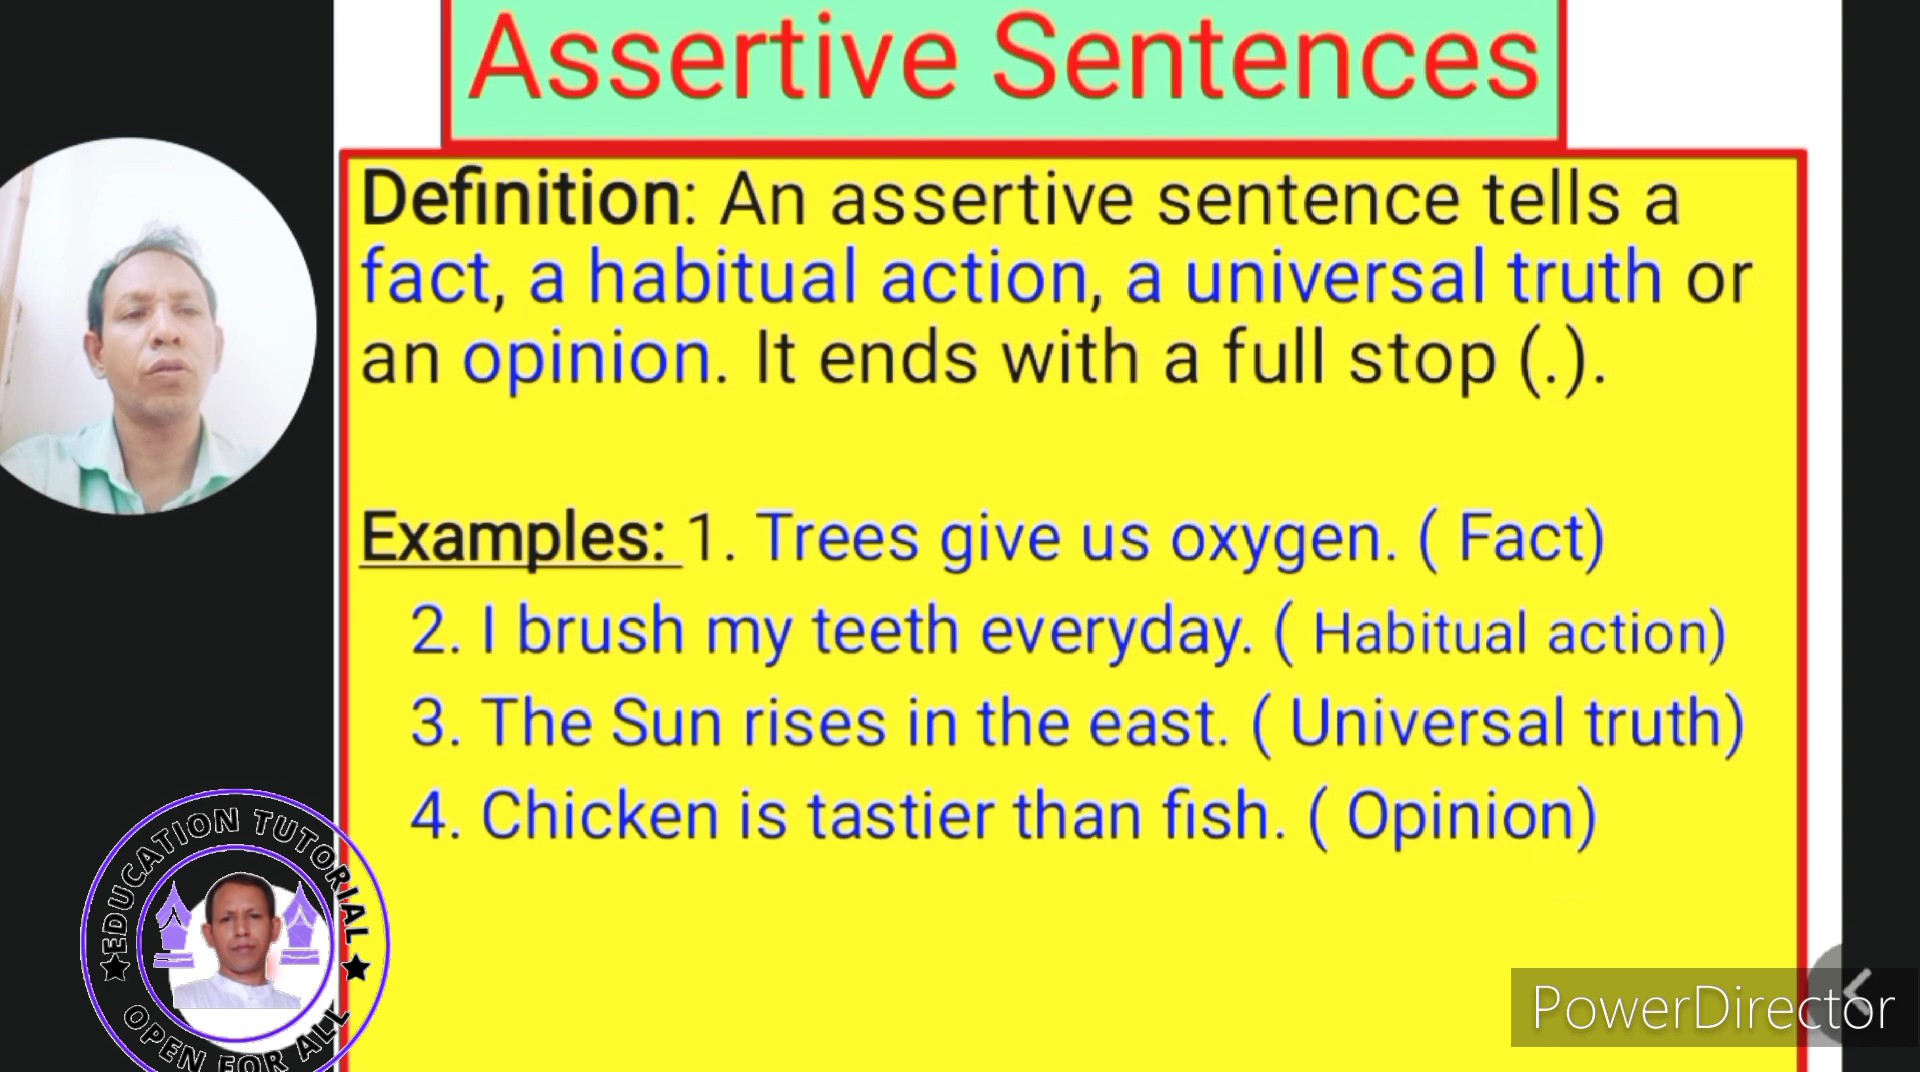 Assertive Sentences
Definition: An assertive sentence tells a
fact, a habitual action, a universal truth or
an opinion. It ends with a full stop (.).
Examples: 1. Trees give us oxygen. ( Fact)
2. I brush my teeth everyday. ( Habitual action)
3. The Sun rises in the east. ( Universal truth)
4. Chicken is tastier than fish. ( Opinion)
EDUCATION TUTORIAL
OPEN FOR ALL
PowerDirector